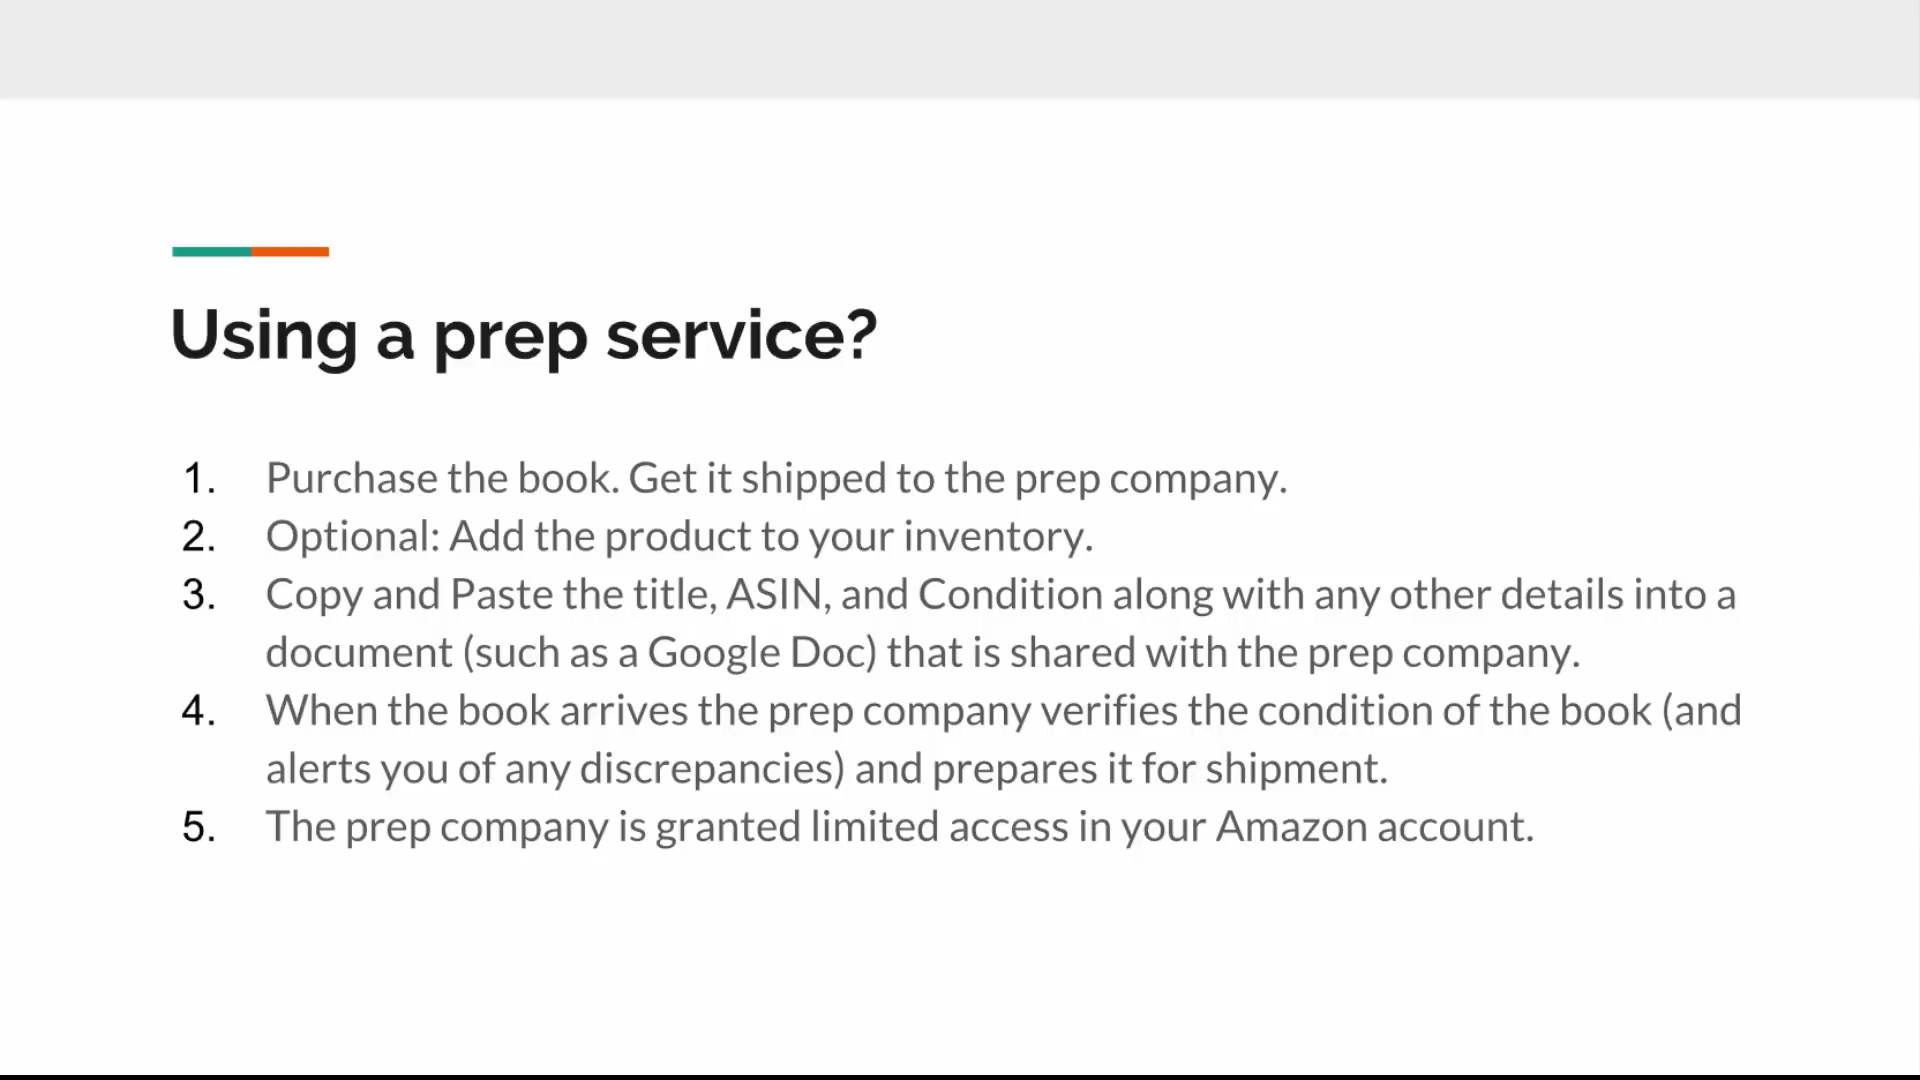 Using a prep service?
1. Purchase the book. Get it shipped to the prep company.
2. Optional: Add the product to your inventory.
3. Copy and Paste the title, ASIN, and Condition along with any other details into a
document (such as a Google Doc) that is shared with the prep company.
4. When the book arrives the prep company verifies the condition of the book (and
alerts you of any discrepancies) and prepares it for shipment.
5. The prep company is granted limited access in your Amazon account.